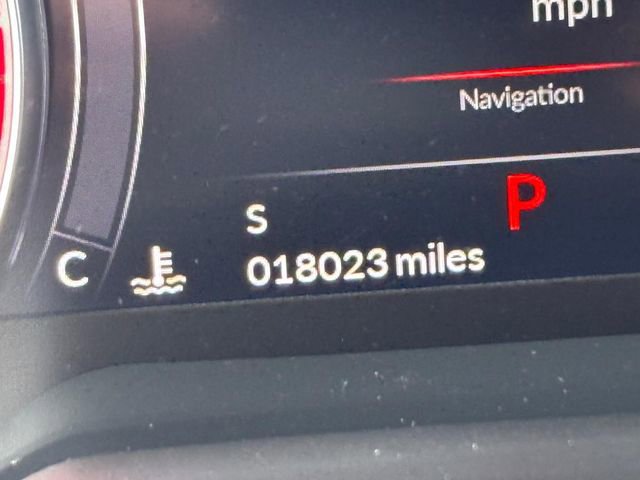 mph
Navigation
S
P
C
018023 miles